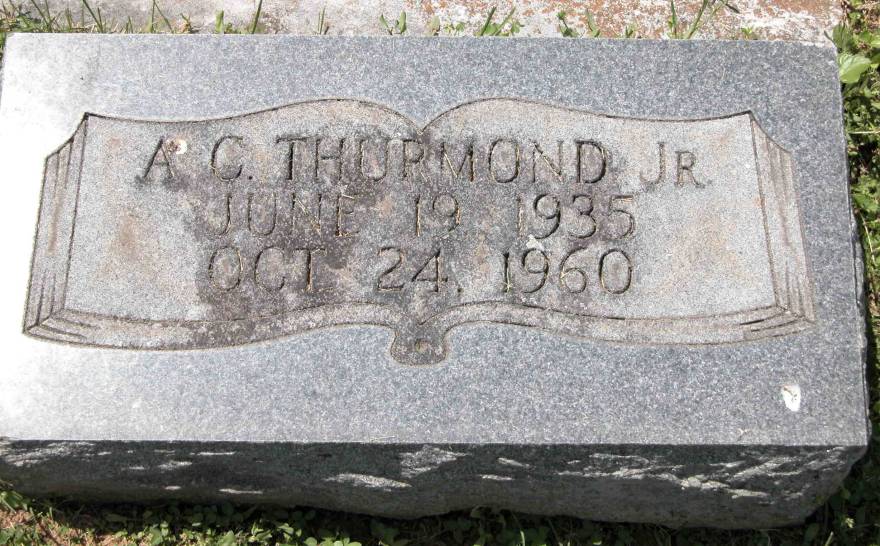 A. C. THURMOND JR.
JUNE 19 1935
OCT 24, 1960